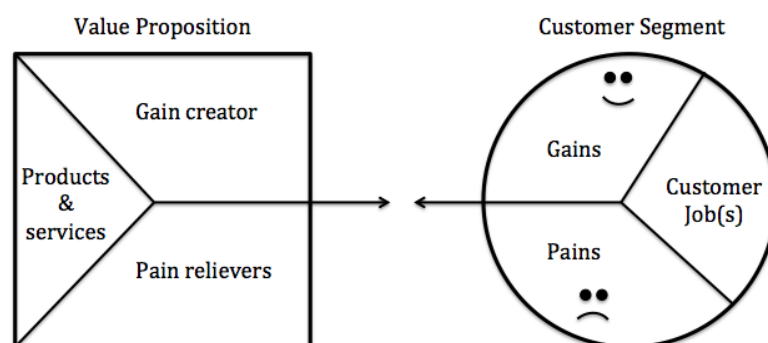 Value Proposition
Customer Segment
Gain creator
Products
&
services
Pain relievers
Gains
Customer
Job(s)
Pains